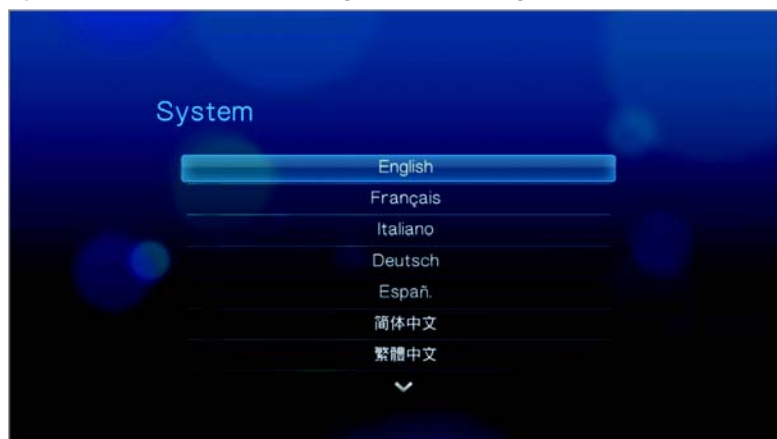 System
English
Français
Italiano
Deutsch
Españ.
简体中文
繁體中文